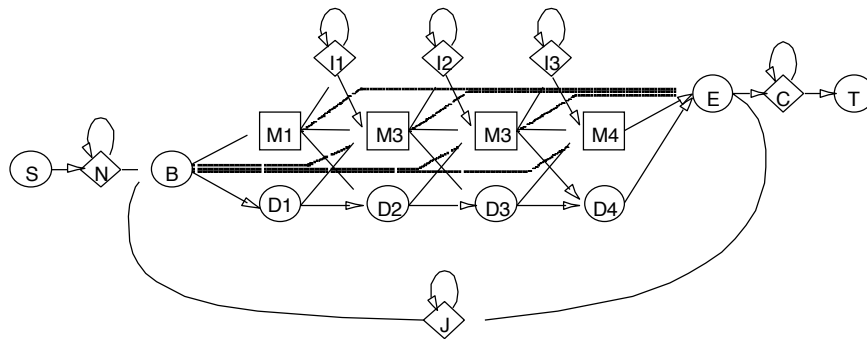 I1 I2 I3
M1 M3 M3 M4
S N B E C T
D1 D2 D3 D4
J